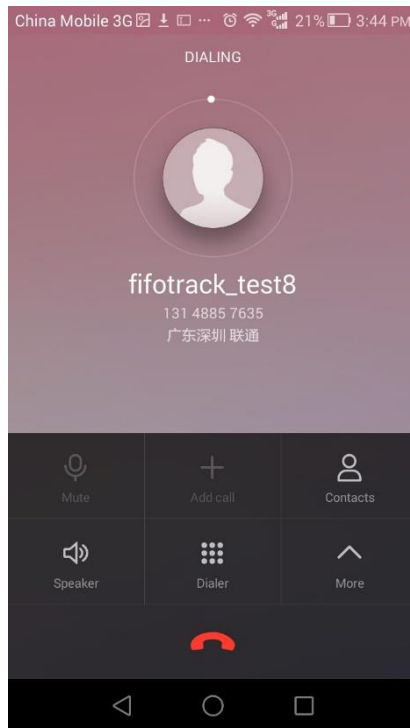 China Mobile 3G 3G 21% 3:44 PM
DIALING
fifotrack_test8
131 4885 7635
广东深圳 联通
Mute
Add call
Contacts
Speaker
Dialer
More